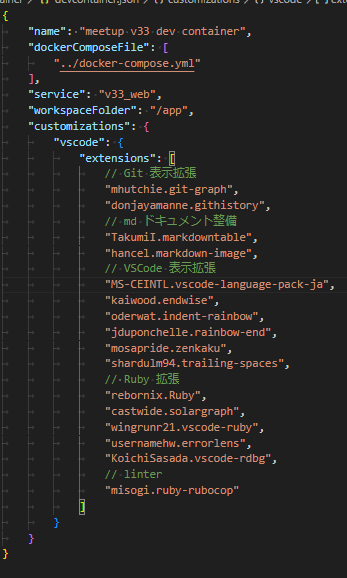 devcontainer.json > {} customizations > {} vscode > [ ]
{
"name": "meetup v33 dev container",
"dockerComposeFile": [
"../docker-compose.yml"
],
"service": "v33_web",
"workspaceFolder": "/app",
"customizations": {
"vscode": {
"extensions": [
// Git 表示拡張
"mhutchie.git-graph",
"donjayamanne.githistory",
// md ドキュメント整備
"TakumiI.markdowntable",
"hancel.markdown-image",
// VSCode 表示拡張
"MS-CEINTL.vscode-language-pack-ja",
"kaiwood.endwise",
"oderwat.indent-rainbow",
"jduponchelle.rainbow-end",
"mosapride.zenkaku",
"shardulm94.trailing-spaces",
// Ruby 拡張
"rebornix.Ruby",
"castwide.solargraph",
"wingrunr21.vscode-ruby",
"usernamehw.errorlens",
"KoichiSasada.vscode-rdbg",
// linter
"misogi.ruby-rubocop"
]
}
}
}